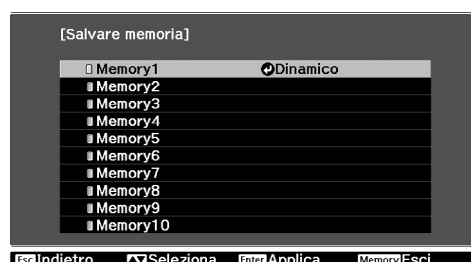 [Salvare memoria]
Memory1 Dinamico
Memory2
Memory3
Memory4
Memory5
Memory6
Memory7
Memory8
Memory9
Memory10
Esc Indietro Seleziona Enter Applica Memory Esci